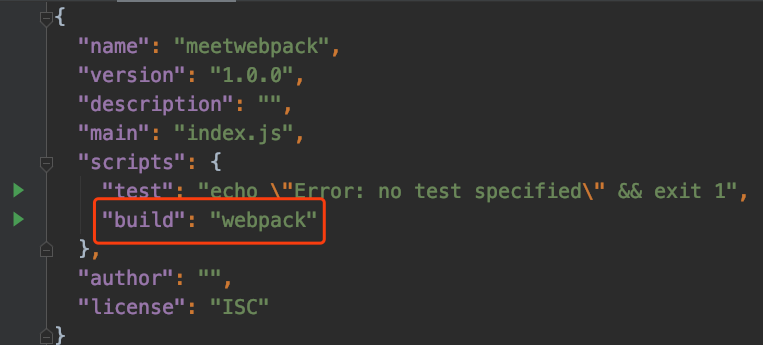 {
"name": "meetwebpack",
"version": "1.0.0",
"description": "",
"main": "index.js",
"scripts": {
"test": "echo \"Error: no test specified\" && exit 1",
"build": "webpack"
},
"author": "",
"license": "ISC"
}